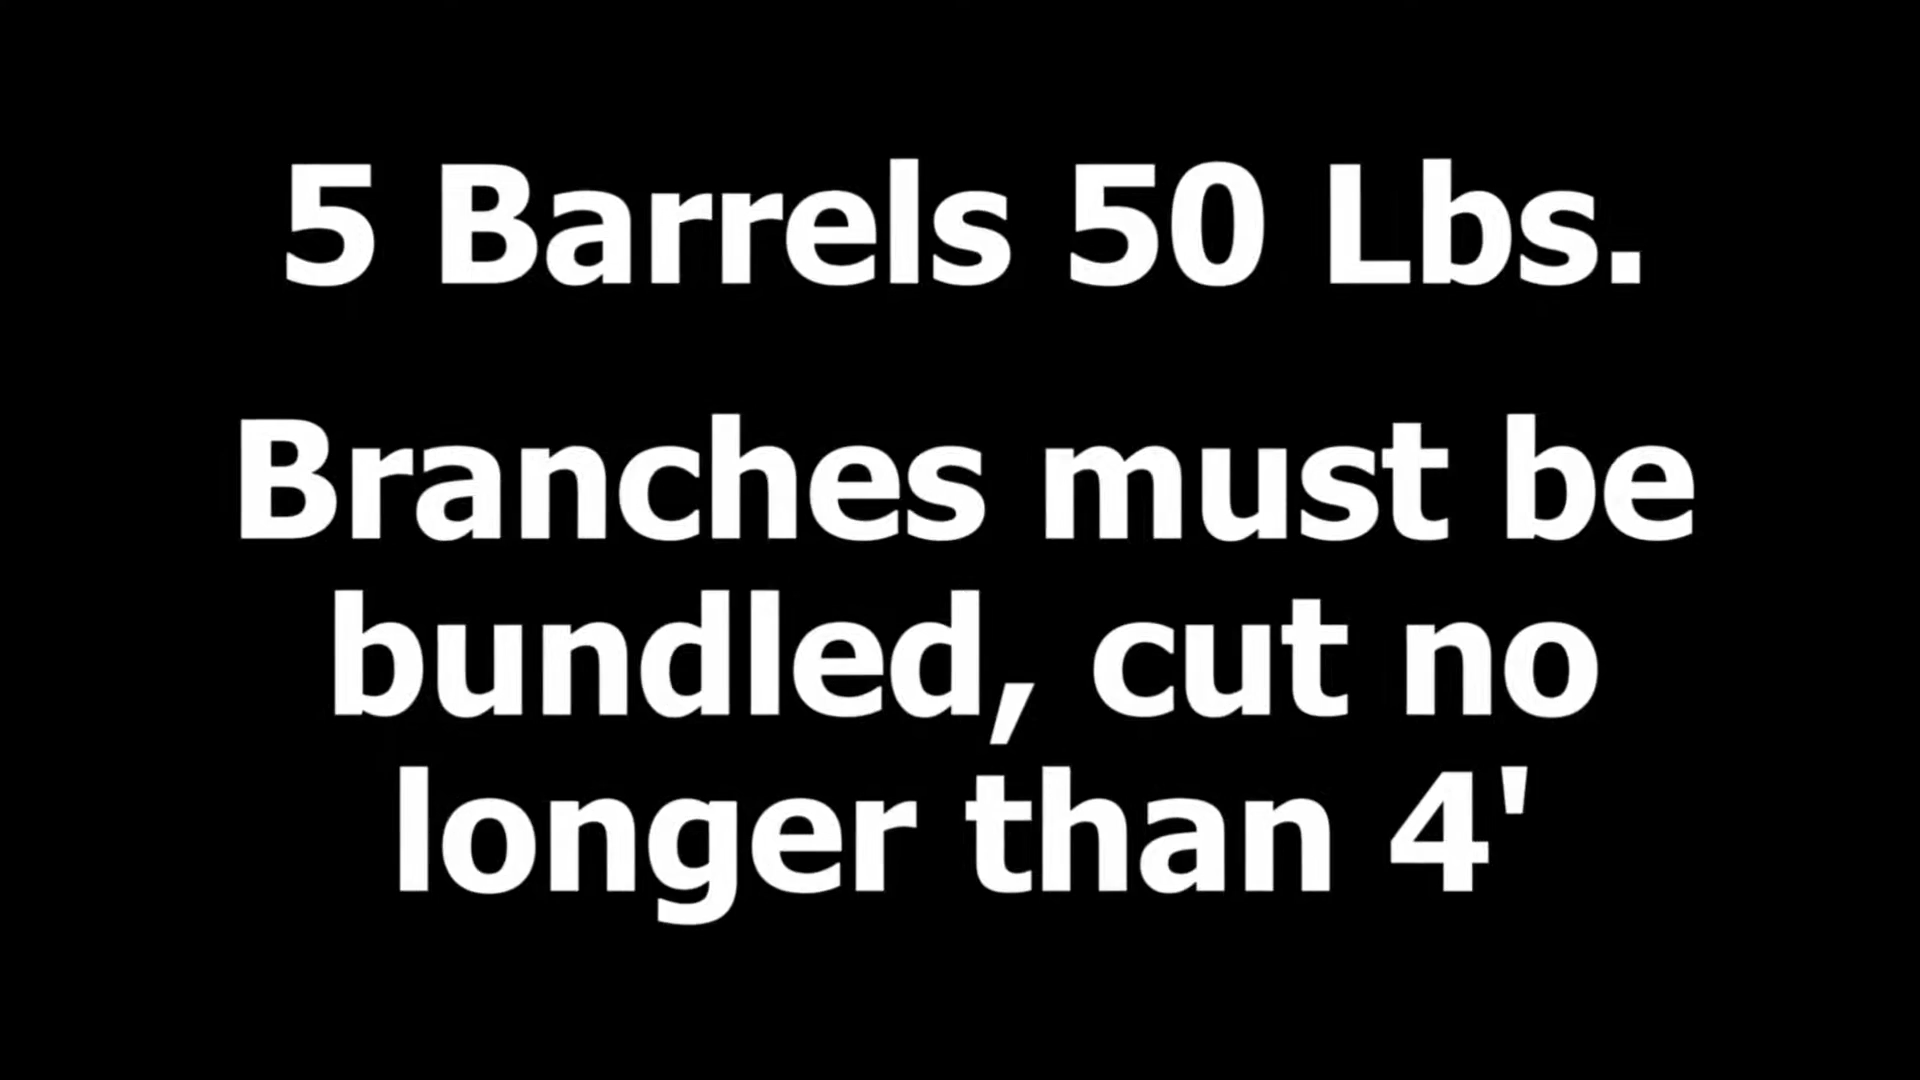 5 Barrels 50 Lbs.
Branches must be
bundled, cut no
longer than 4'